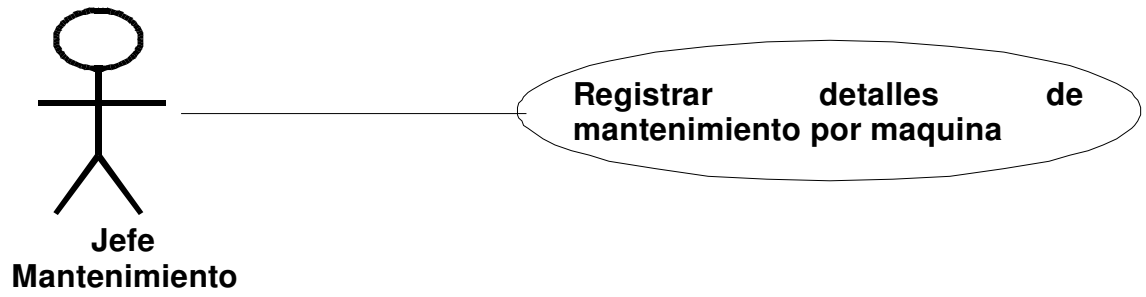 Registrar detalles de
mantenimiento por maquina
Jefe
Mantenimiento